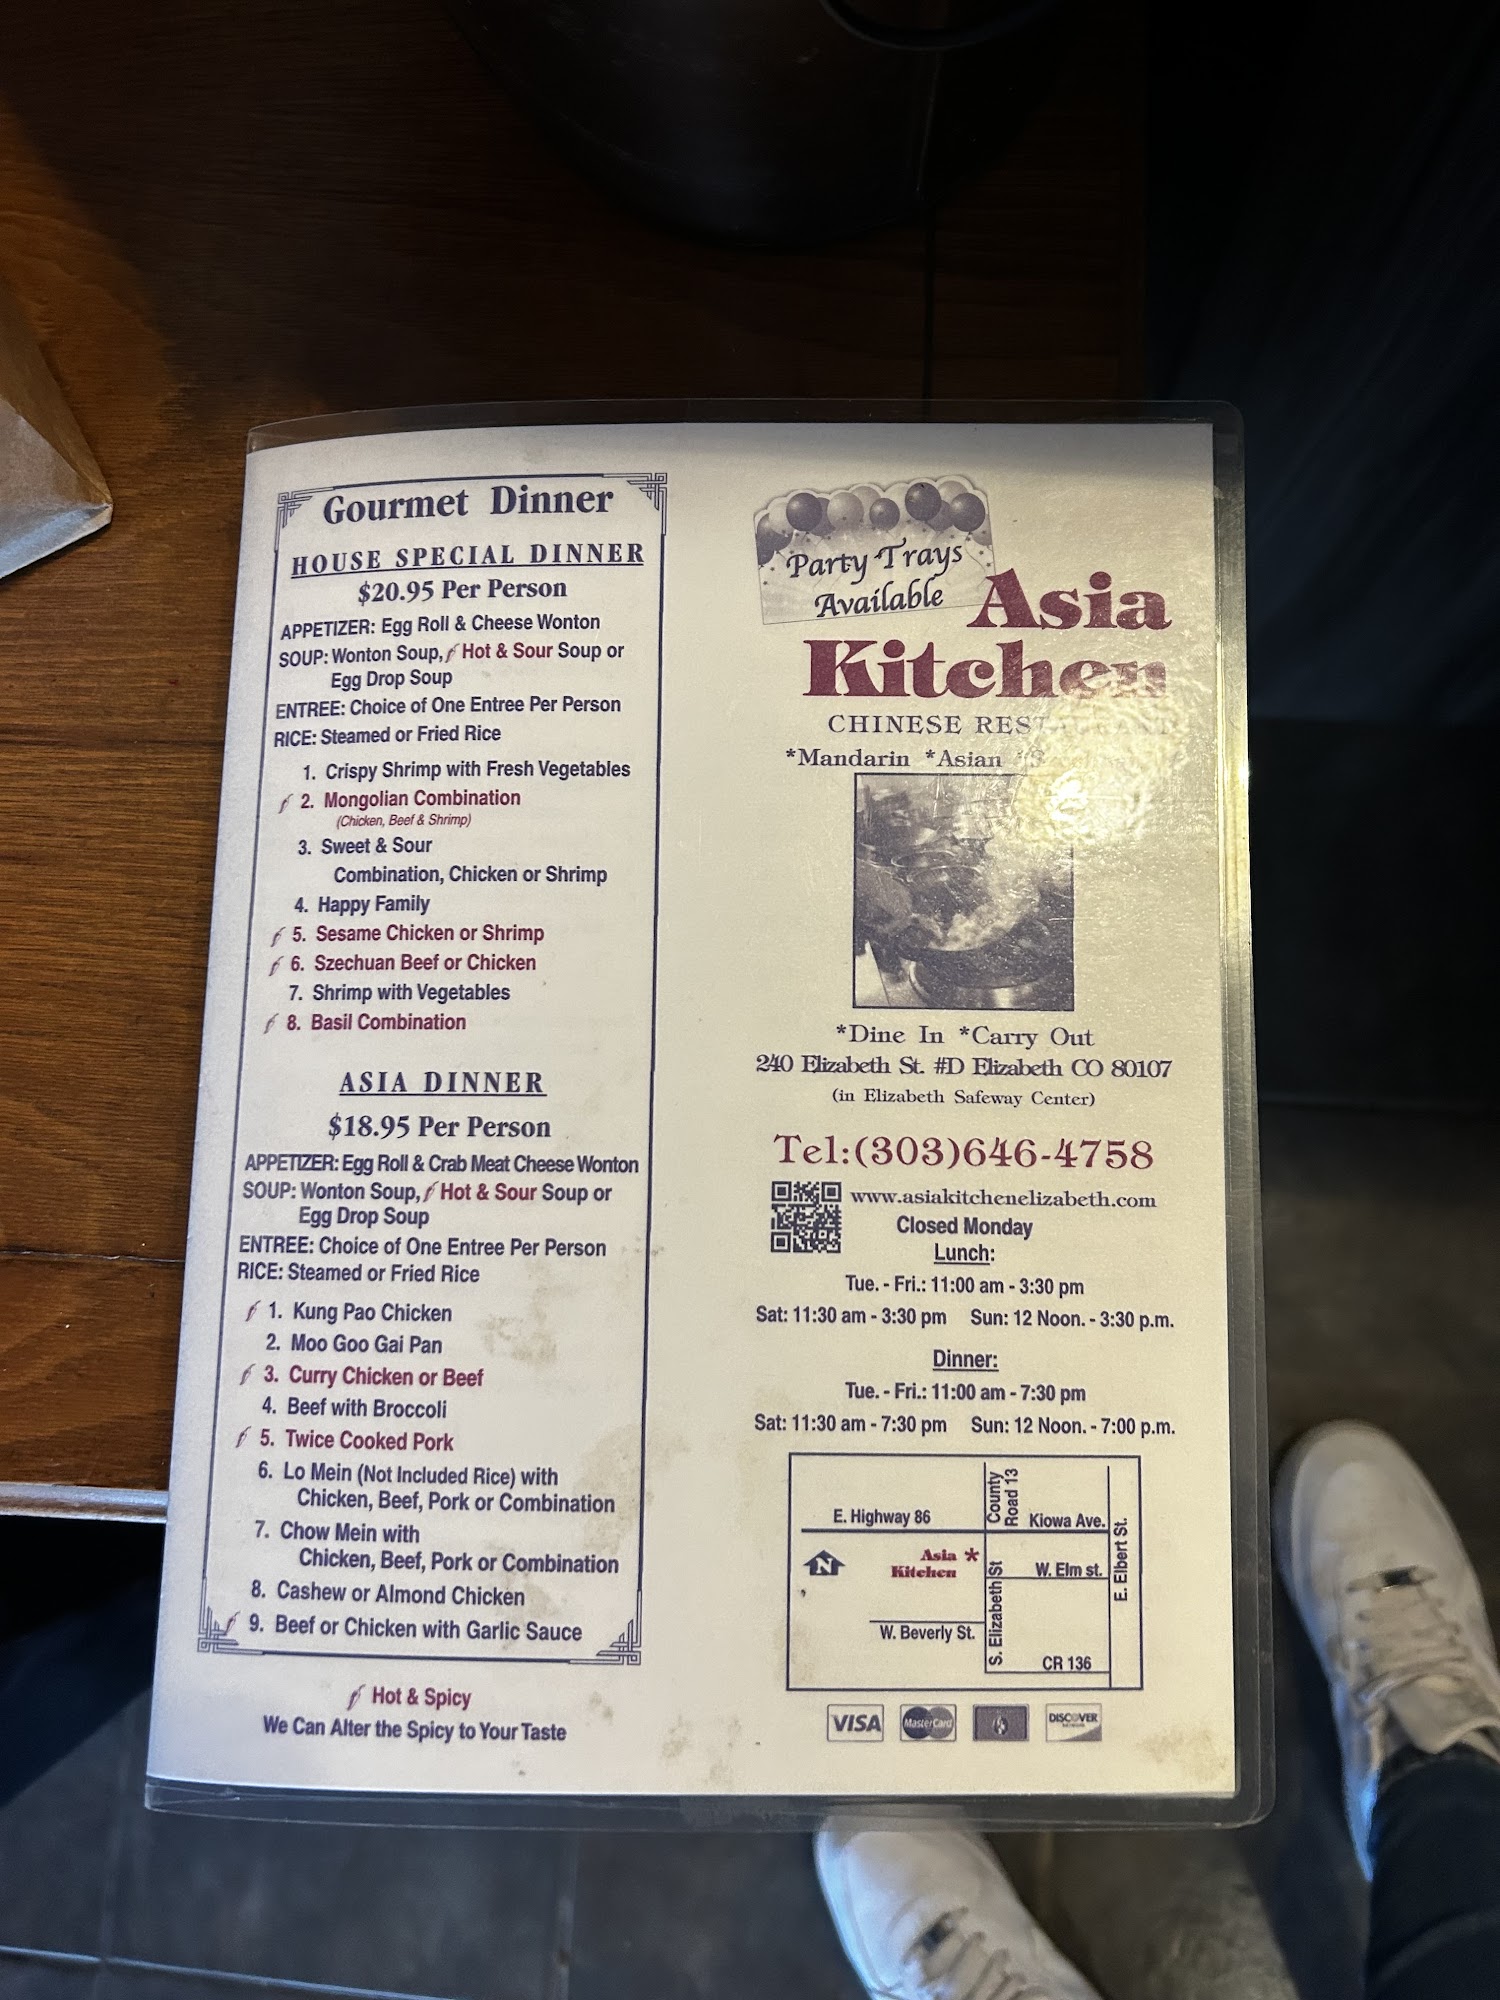 Gourmet Dinner
HOUSE SPECIAL DINNER
$20.95 Per Person
APPETIZER: Egg Roll & Cheese Wonton
SOUP: Wonton Soup, Hot & Sour Soup or
Egg Drop Soup
ENTREE: Choice of One Entree Per Person
RICE: Steamed or Fried Rice
1. Crispy Shrimp with Fresh Vegetables
2. Mongolian Combination
(Chicken, Beef & Shrimp)
3. Sweet & Sour
Combination, Chicken or Shrimp
4. Happy Family
5. Sesame Chicken or Shrimp
6. Szechuan Beef or Chicken
7. Shrimp with Vegetables
8. Basil Combination
ASIA DINNER
$18.95 Per Person
APPETIZER: Egg Roll & Crab Meat Cheese Wonton
SOUP: Wonton Soup, Hot & Sour Soup or
Egg Drop Soup
ENTREE: Choice of One Entree Per Person
RICE: Steamed or Fried Rice
1. Kung Pao Chicken
2. Moo Goo Gai Pan
3. Curry Chicken or Beef
4. Beef with Broccoli
5. Twice Cooked Pork
6. Lo Mein (Not Included Rice) with
Chicken, Beef, Pork or Combination
7. Chow Mein with
Chicken, Beef, Pork or Combination
8. Cashew or Almond Chicken
9. Beef or Chicken with Garlic Sauce
Hot & Spicy
We Can Alter the Spicy to Your Taste
Party Trays
Available
Asia
Kitchen
CHINESE RESTAURANT
*Mandarin *Asian
*Dine In *Carry Out
240 Elizabeth St. #D Elizabeth CO 80107
(in Elizabeth Safeway Center)
Tel:(303)646-4758
www.asiakitchenelizabeth.com
Closed Monday
Lunch:
Tue. - Fri.: 11:00 am - 3:30 pm
Sat: 11:30 am - 3:30 pm Sun: 12 Noon. - 3:30 p.m.
Dinner:
Tue. - Fri.: 11:00 am - 7:30 pm
Sat: 11:30 am - 7:30 pm Sun: 12 Noon. - 7:00 p.m.
County
Road 13
E. Highway 86
Kiowa Ave.
N
Asia *
Kitchen
W. Elm st.
E. Elbert St.
S. Elizabeth St
W. Beverly St.
CR 136
VISA
MasterCard
DISCOVER